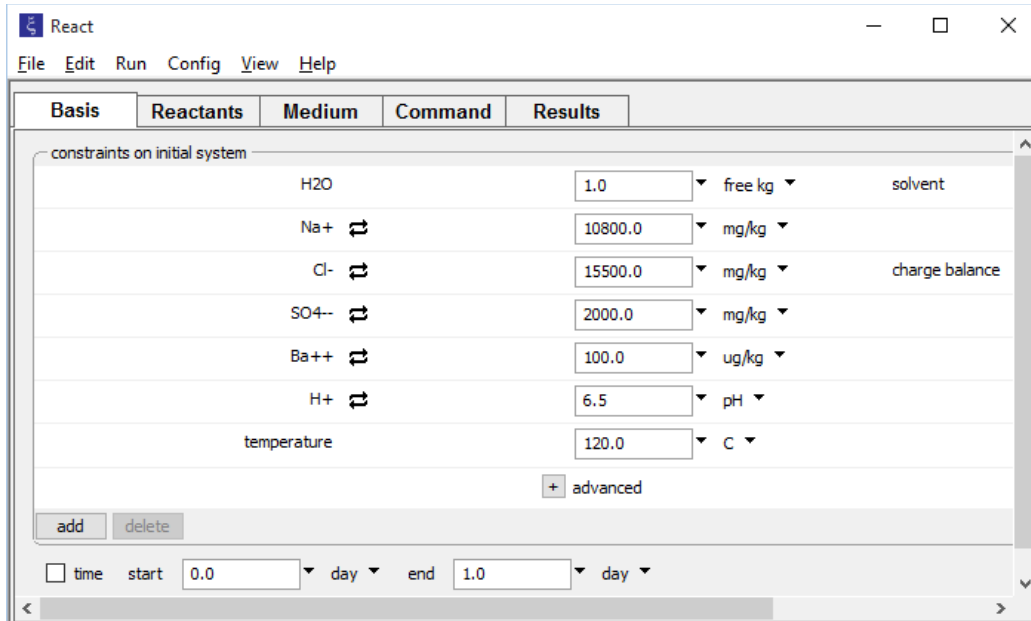 ξ React
File Edit Run Config View Help
Basis Reactants Medium Command Results
constraints on initial system
H2O 1.0 free kg solvent
Na+ 10800.0 mg/kg
Cl- 15500.0 mg/kg charge balance
SO4-- 2000.0 mg/kg
Ba++ 100.0 ug/kg
H+ 6.5 pH
temperature 120.0 C
+ advanced
add delete
time start 0.0 day end 1.0 day